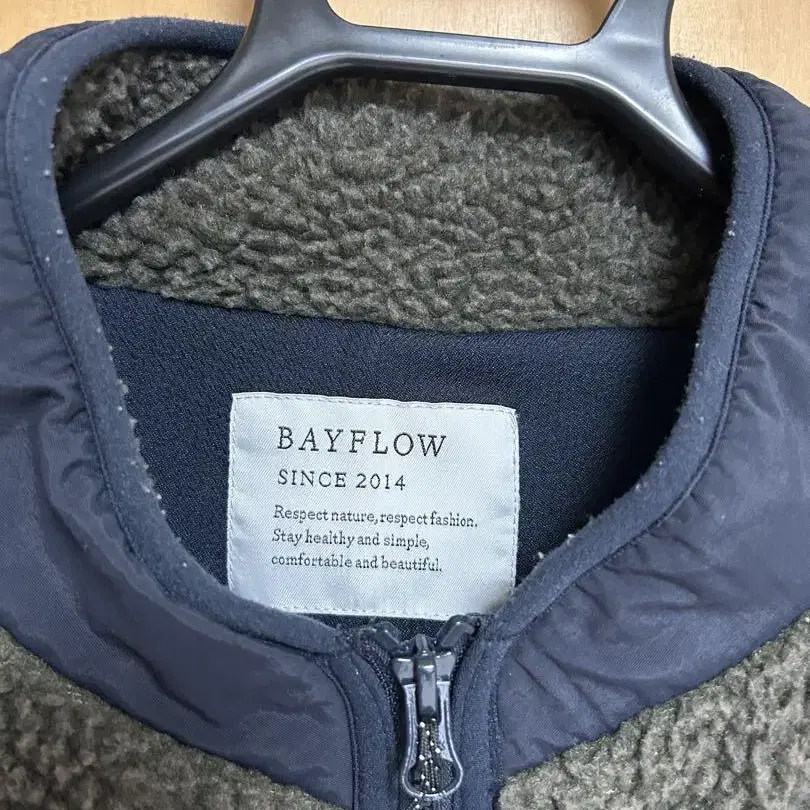 BAYFLOW
SINCE 2014
Respect nature, respect fashion.
Stay healthy and simple,
comfortable and beautiful.